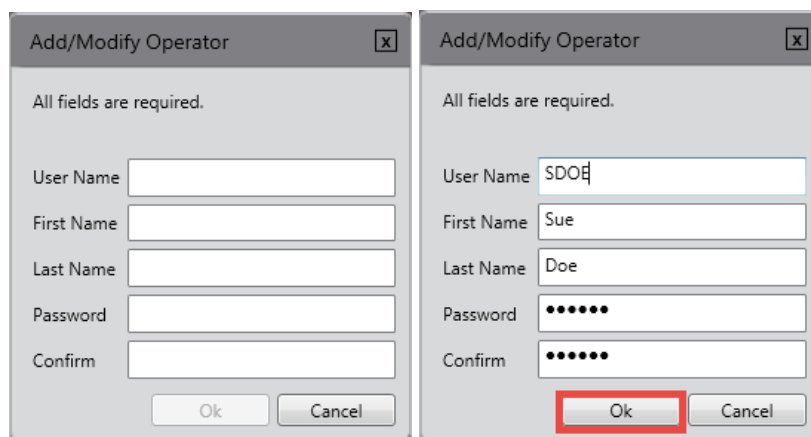 Add/Modify Operator x
All fields are required.
User Name
First Name
Last Name
Password
Confirm
Ok Cancel
Add/Modify Operator x
All fields are required.
User Name SDOE
First Name Sue
Last Name Doe
Password ••••••
Confirm ••••••
Ok Cancel